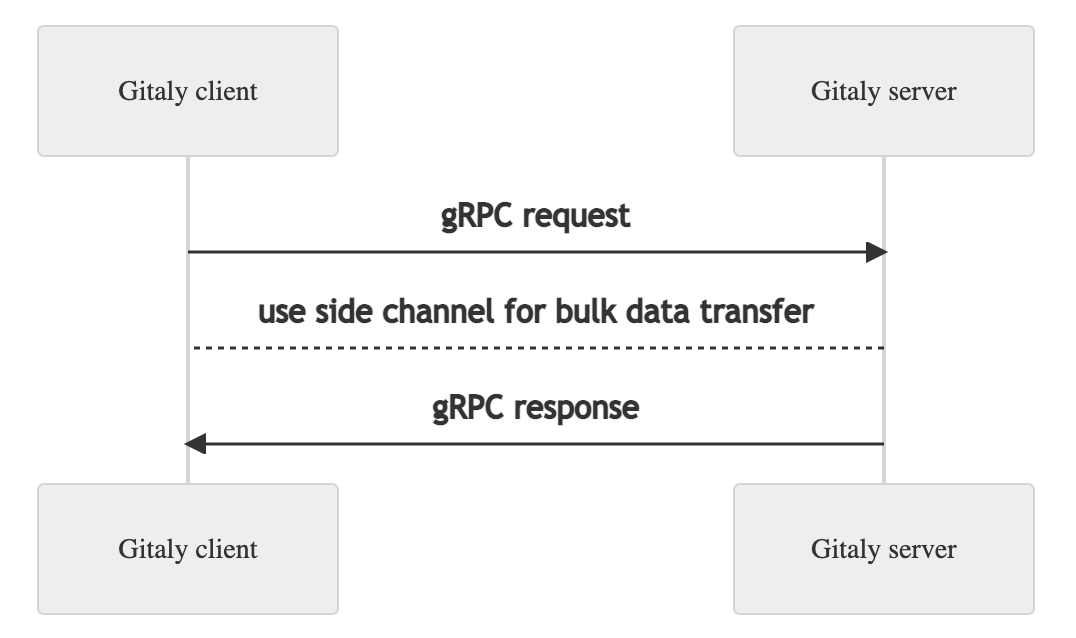 Gitaly client
Gitaly server
gRPC request
use side channel for bulk data transfer
gRPC response
Gitaly client
Gitaly server